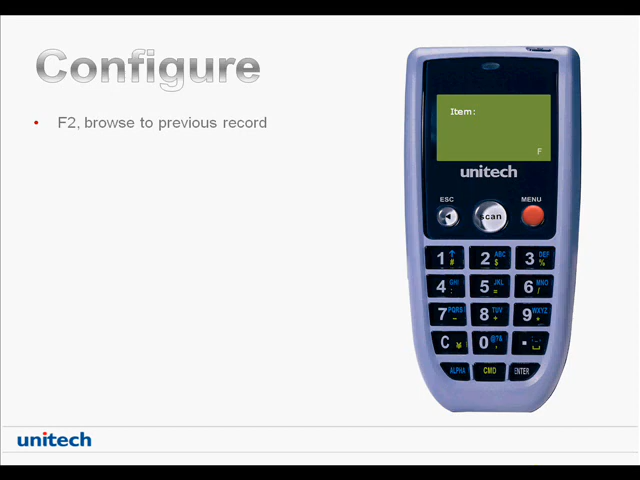 Configure
• F2, browse to previous record
Item:
F
unitech
ESC
MENU
scan
1 # 2 ABC $ 3 DEF %
4 GHI : 5 JKL = 6 MNO /
7 PQRS - 8 TUV + 9 WXYZ *
C ¥ 0 @?& , .
ALPHA CMD ENTER
unitech